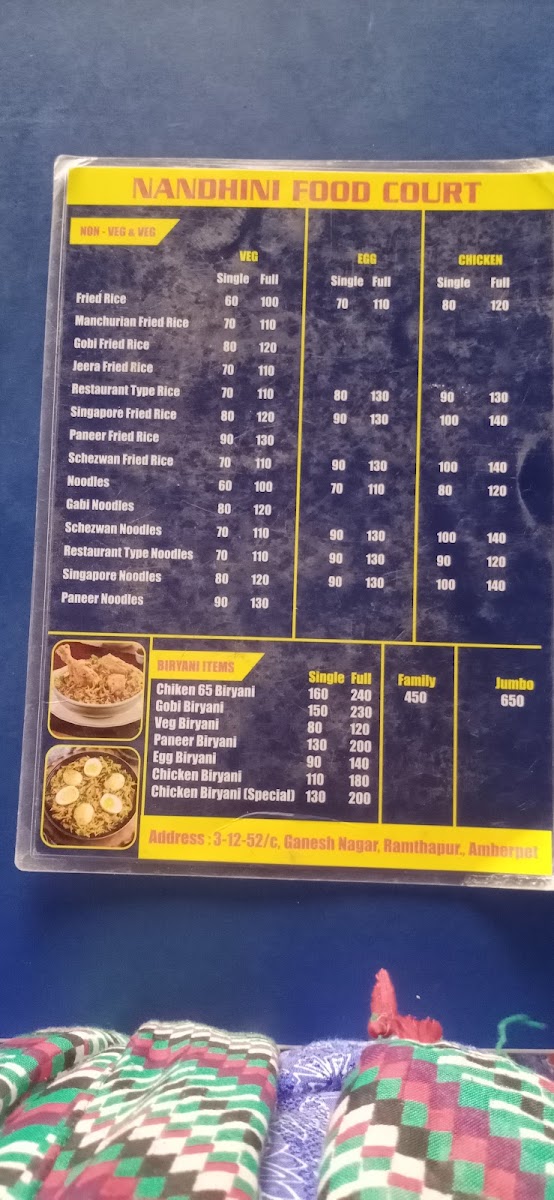 NANDHINI FOOD COURT
NON - VEG & VEG
VEG EGG CHICKEN
Single Full Single Full Single Full
Fried Rice 60 100 70 110 80 120
Manchurian Fried Rice 70 110
Gobi Fried Rice 80 120
Jeera Fried Rice 70 110
Restaurant Type Rice 70 110 80 130 90 130
Singapore Fried Rice 80 120 90 130 100 140
Paneer Fried Rice 90 130
Schezwan Fried Rice 70 110 90 130 100 140
Noodles 60 100 70 110 80 120
Gabi Noodles 80 120
Schezwan Noodles 70 110 90 130 100 140
Restaurant Type Noodles 70 110 90 130 90 120
Singapore Noodles 80 120 90 130 100 140
Paneer Noodles 90 130
BIRYANI ITEMS
Single Full Family Jumbo
Chiken 65 Biryani 160 240 450 650
Gobi Biryani 150 230
Veg Biryani 80 120
Paneer Biryani 130 200
Egg Biryani 90 140
Chicken Biryani 110 180
Chicken Biryani (Special) 130 200
Address : 3-12-52/c, Ganesh Nagar, Ramthapur., Amberpet